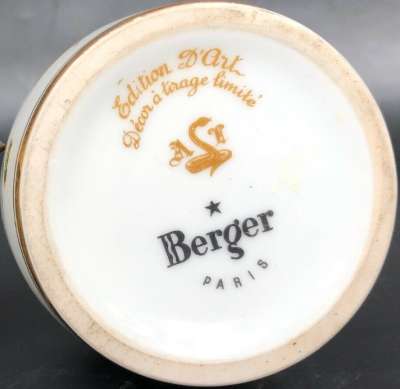 Edition D'Art
Décor à tirage limité
A r
Berger
PARIS